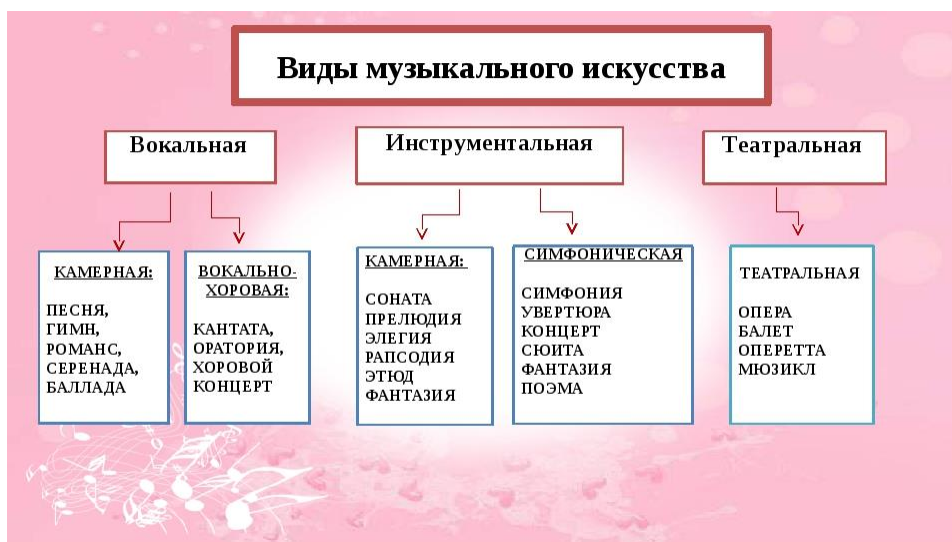 Виды музыкального искусства
Вокальная
Инструментальная
Театральная
КАМЕРНАЯ:
ПЕСНЯ,
ГИМН,
РОМАНС,
СЕРЕНАДА,
БАЛЛАДА
ВОКАЛЬНО-
ХОРОВАЯ:
КАНТАТА,
ОРАТОРИЯ,
ХОРОВОЙ
КОНЦЕРТ
КАМЕРНАЯ:
СОНАТА
ПРЕЛЮДИЯ
ЭЛЕГИЯ
РАПСОДИЯ
ЭТЮД
ФАНТАЗИЯ
СИМФОНИЧЕСКАЯ
СИМФОНИЯ
УВЕРТЮРА
КОНЦЕРТ
СЮИТА
ФАНТАЗИЯ
ПОЭМА
ТЕАТРАЛЬНАЯ
ОПЕРА
БАЛЕТ
ОПЕРЕТТА
МЮЗИКЛ